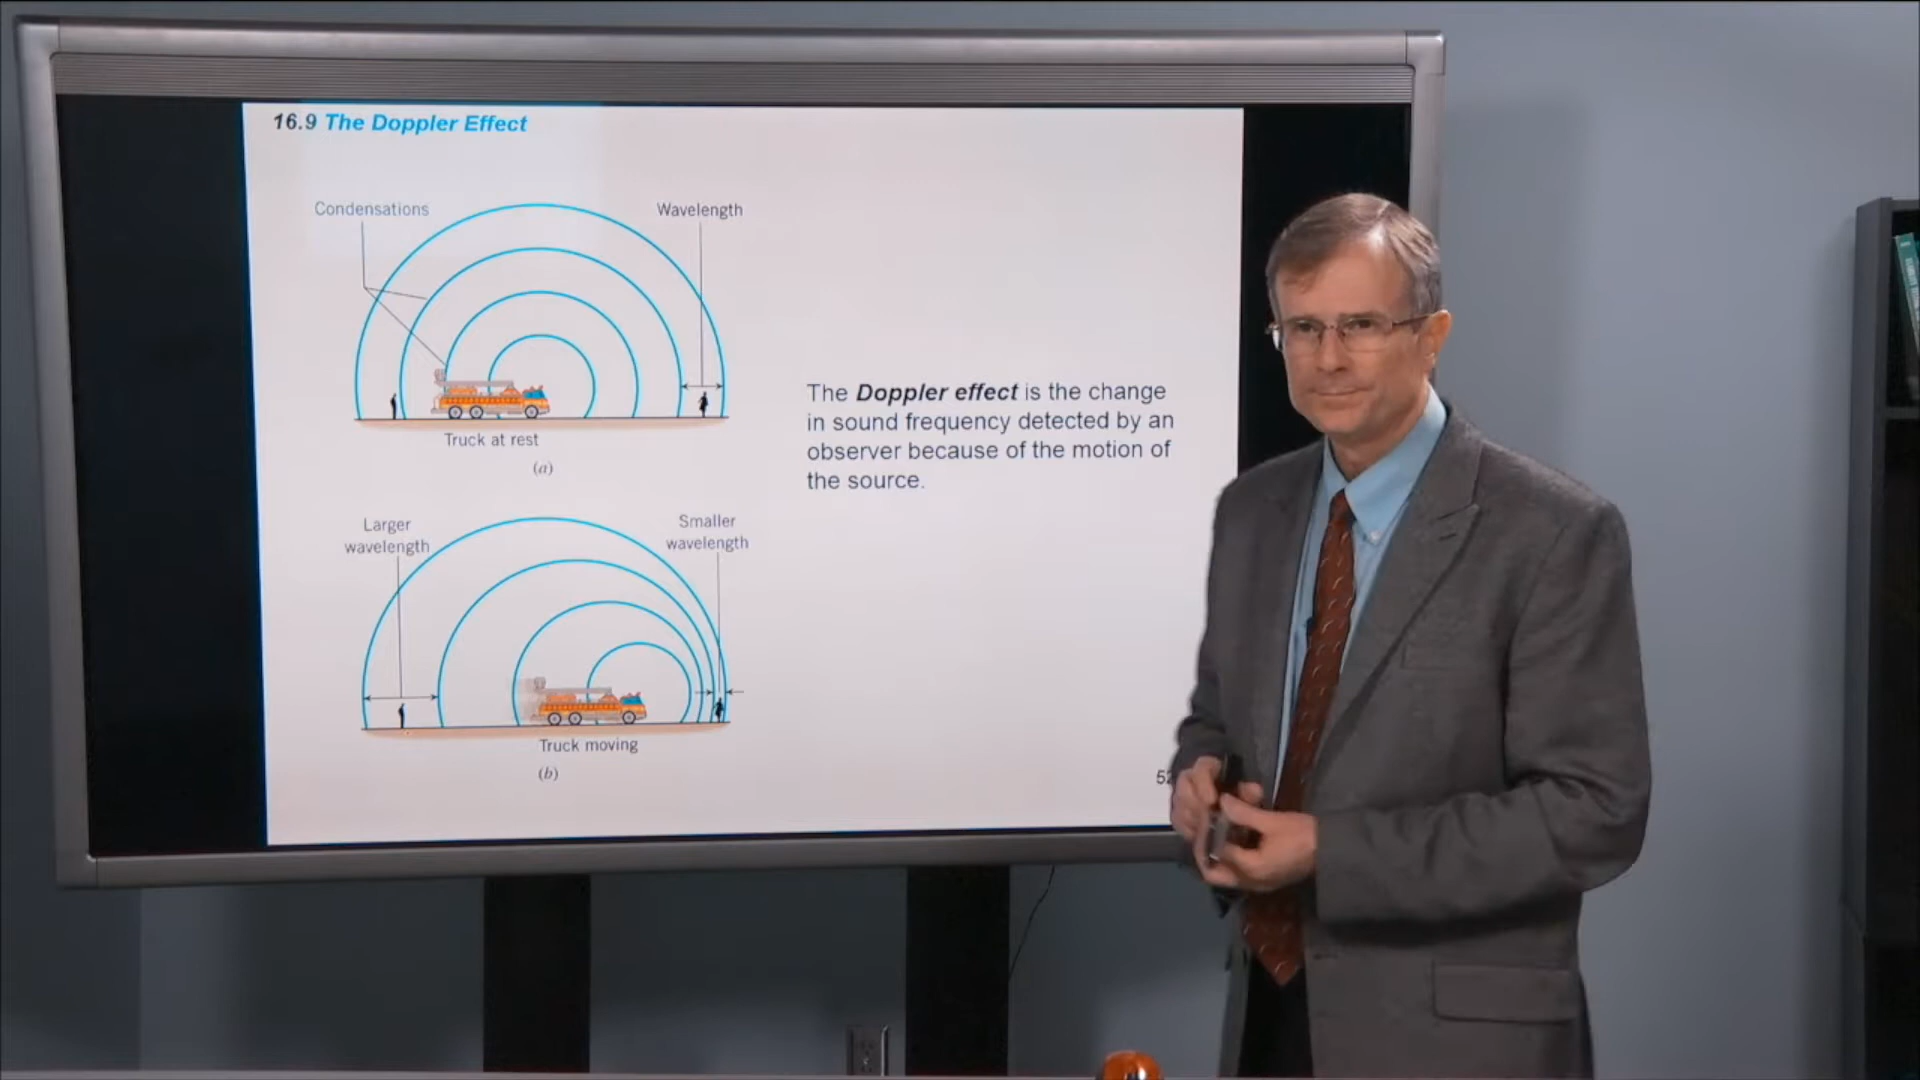 16.9 The Doppler Effect
Condensations
Wavelength
Truck at rest
(a)
The Doppler effect is the change
in sound frequency detected by an
observer because of the motion of
the source.
Larger
wavelength
Smaller
wavelength
Truck moving
(b)